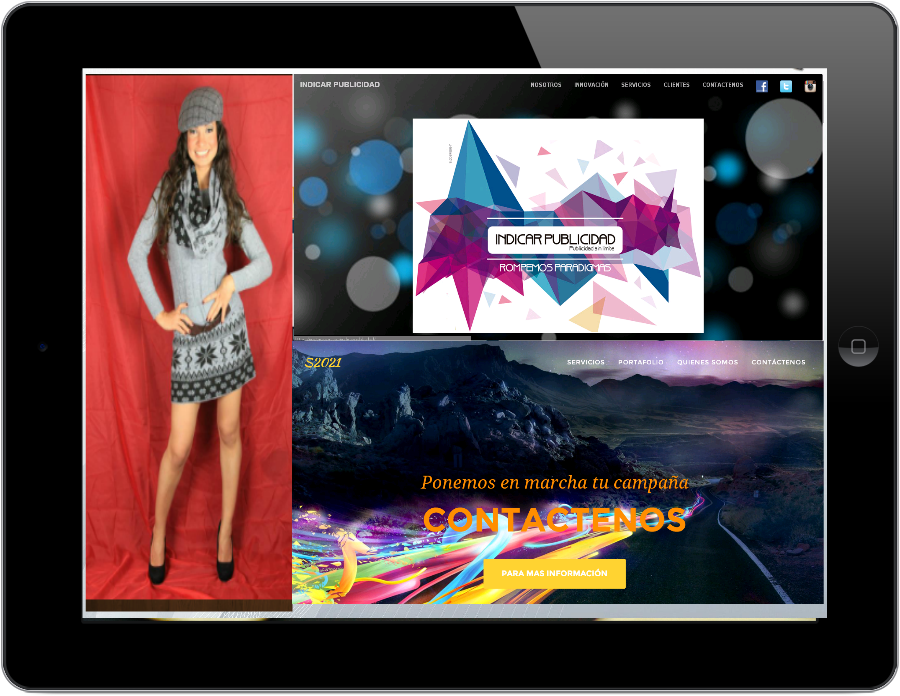 INDICAR PUBLICIDAD
NOSOTROS INNOVACIÓN SERVICIOS CLIENTES CONTACTENOS
INDICAR PUBLICIDAD
ROMPEMOS PARADIGMAS
S2021
SERVICIOS PORTAFOLIO QUIENES SOMOS CONTÁCTENOS
Ponemos en marcha tu campaña
CONTACTENOS
PARA MAS INFORMACIÓN